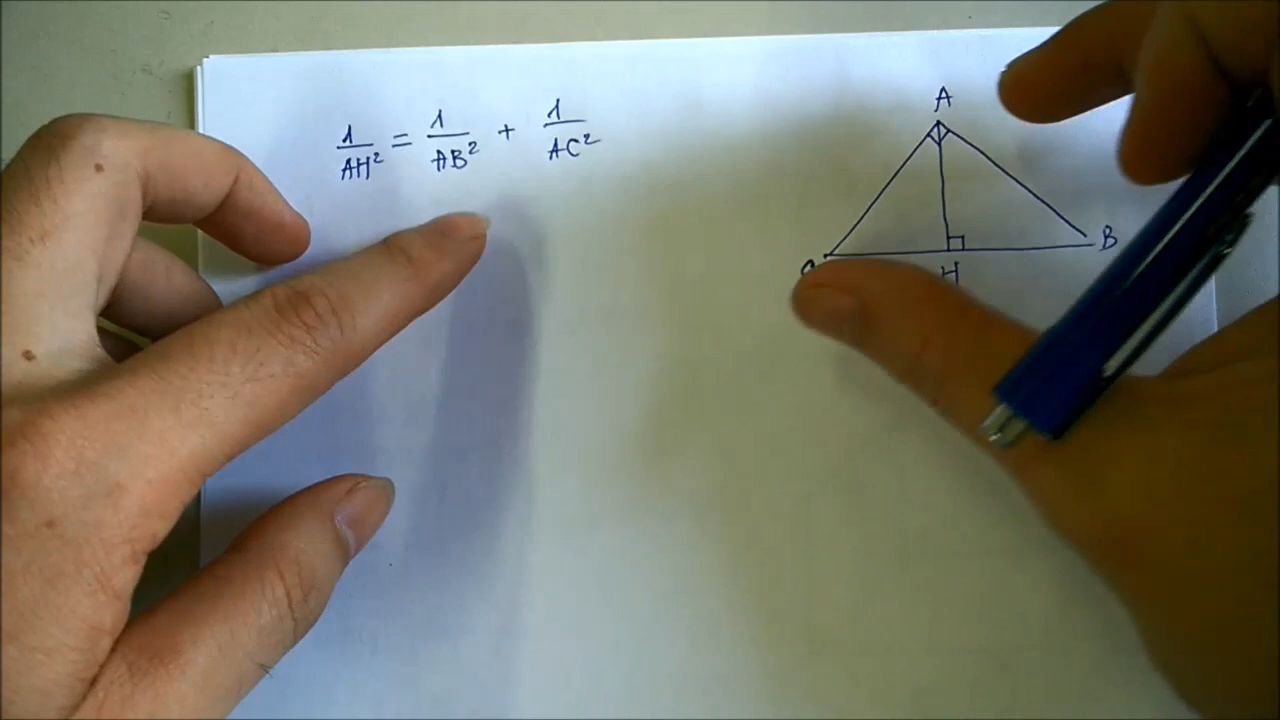 1/AH² = 1/AB² + 1/AC²
A
B
H